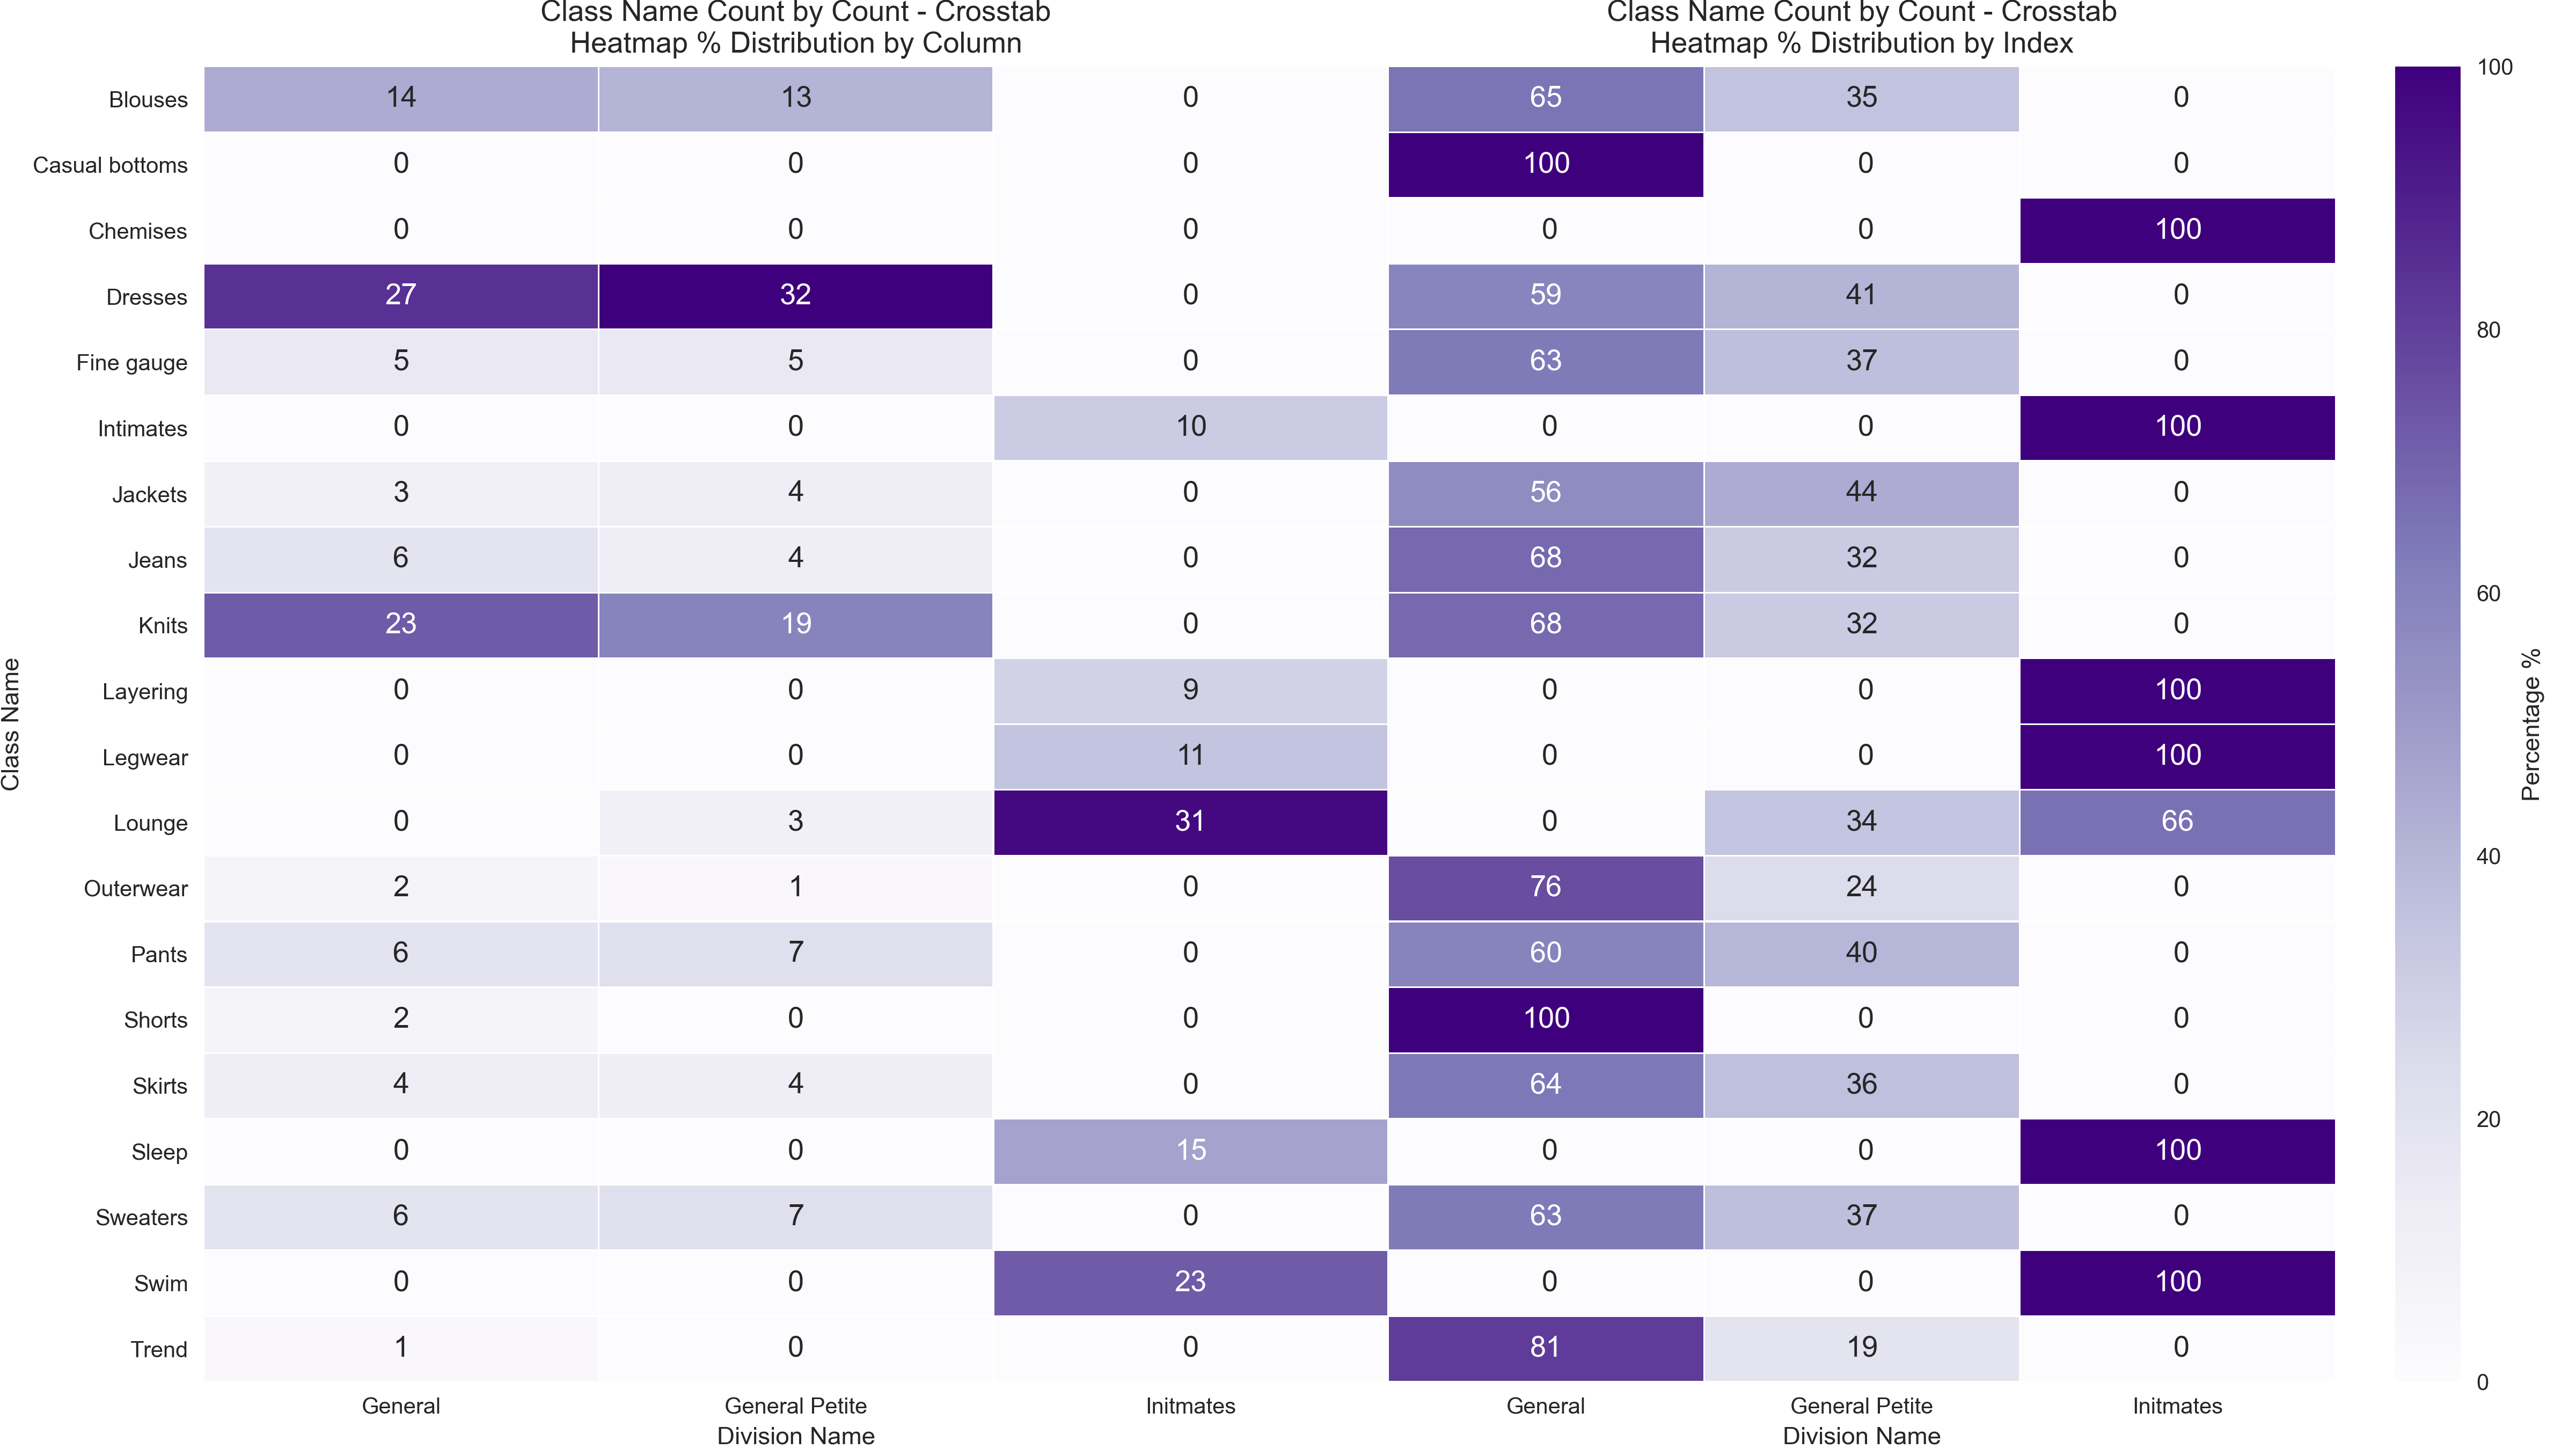 Class Name Count by Count - Crosstab
Heatmap % Distribution by Column
Class Name Count by Count - Crosstab
Heatmap % Distribution by Index
Blouses 14 13 0 65 35 0
Casual bottoms 0 0 0 100 0 0
Chemises 0 0 0 0 0 100
Dresses 27 32 0 59 41 0
Fine gauge 5 5 0 63 37 0
Intimates 0 0 10 0 0 100
Jackets 3 4 0 56 44 0
Jeans 6 4 0 68 32 0
Knits 23 19 0 68 32 0
Layering 0 0 9 0 0 100
Legwear 0 0 11 0 0 100
Lounge 0 3 31 0 34 66
Outerwear 2 1 0 76 24 0
Pants 6 7 0 60 40 0
Shorts 2 0 0 100 0 0
Skirts 4 4 0 64 36 0
Sleep 0 0 15 0 0 100
Sweaters 6 7 0 63 37 0
Swim 0 0 23 0 0 100
Trend 1 0 0 81 19 0
General General Petite Initmates General General Petite Initmates
Division Name Division Name
Class Name
100
80
60
40
20
0
Percentage %